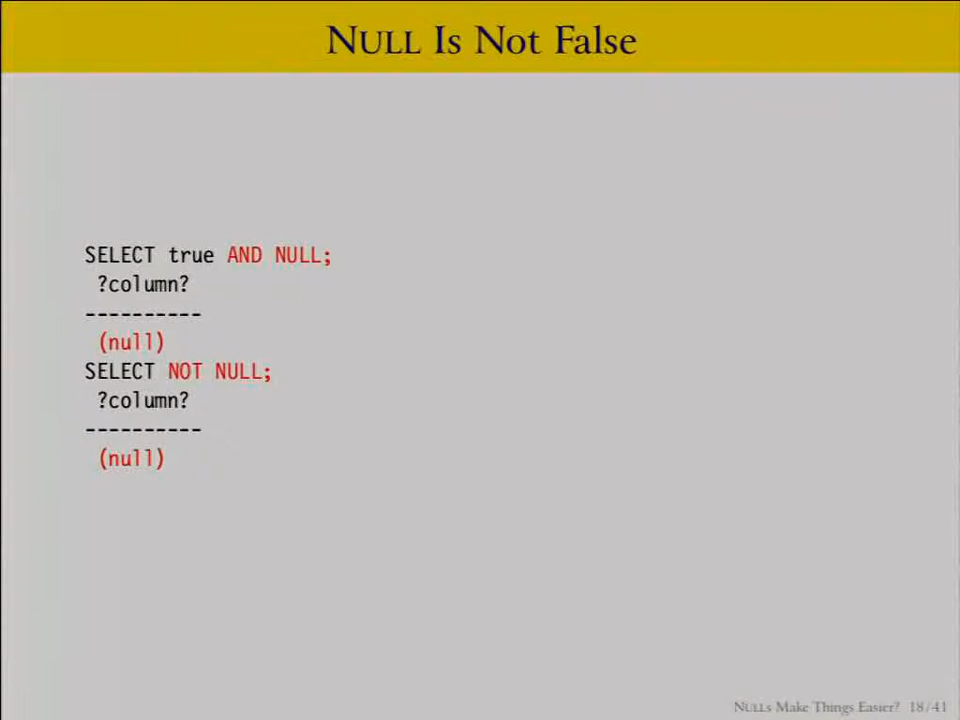 NULL Is Not False
SELECT true AND NULL;
?column?
----------
(null)
SELECT NOT NULL;
?column?
----------
(null)
NULLs Make Things Easier? 18/41